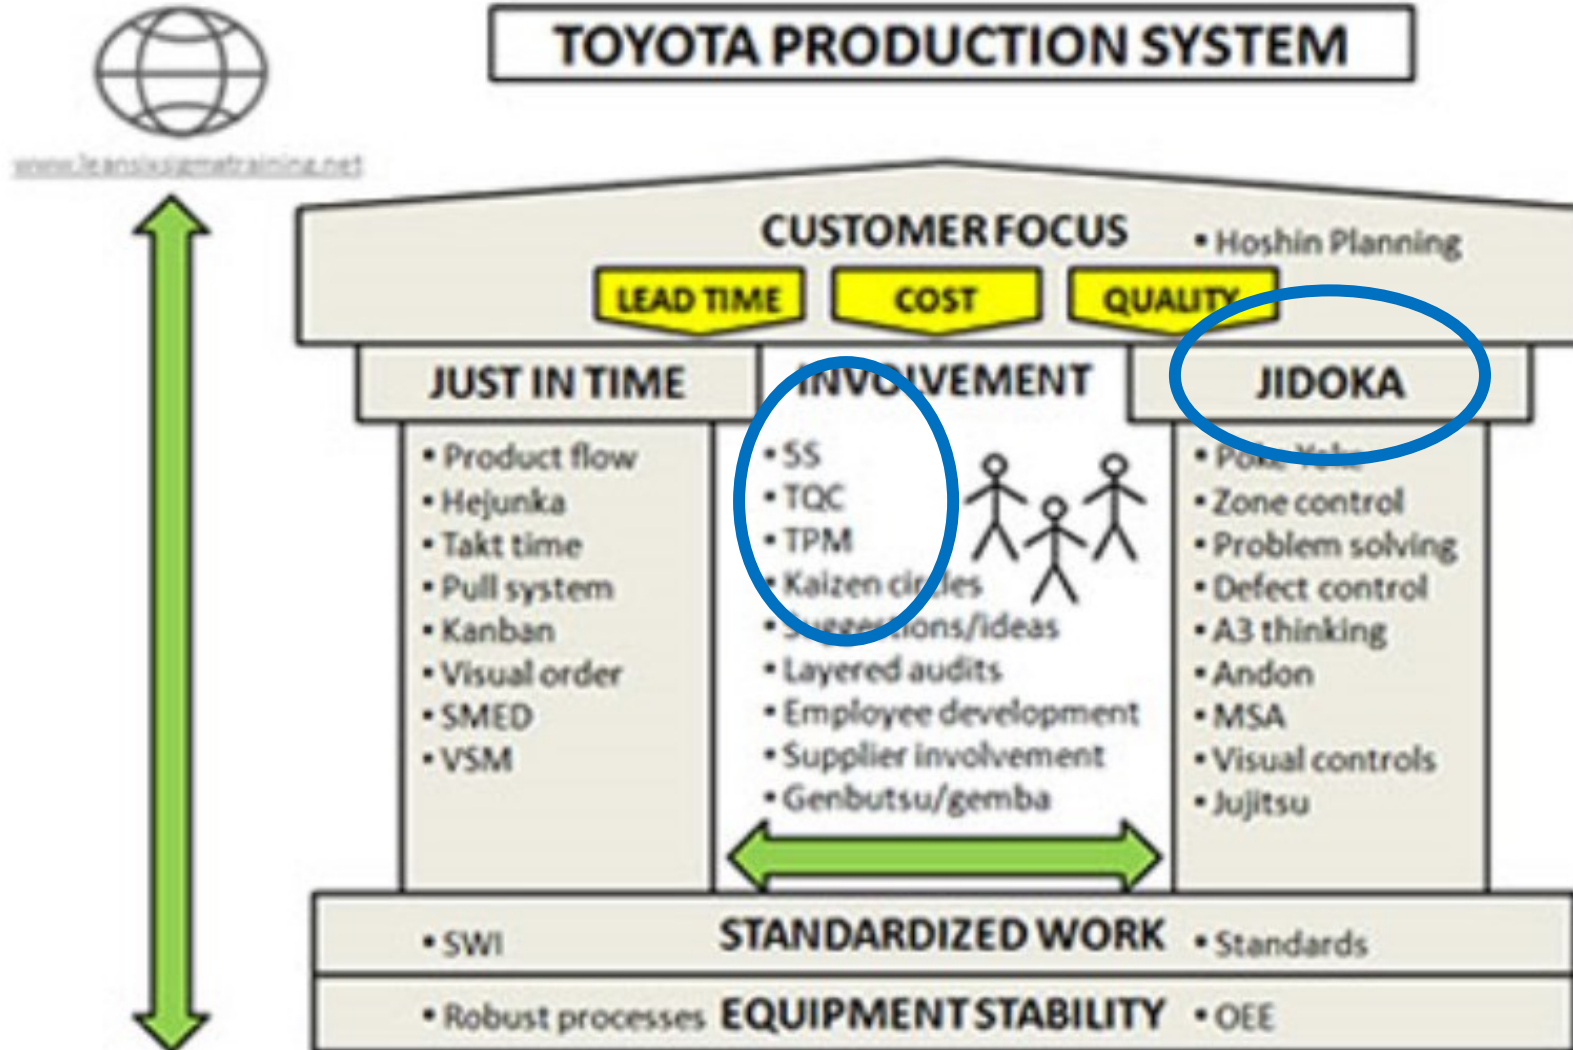 TOYOTA PRODUCTION SYSTEM
www.leansixsigmatraining.net
CUSTOMER FOCUS
• Hoshin Planning
LEAD TIME
COST
QUALITY
JUST IN TIME
• Product flow
• Hejunka
• Takt time
• Pull system
• Kanban
• Visual order
• SMED
• VSM
INVOLVEMENT
• 5S
• TQC
• TPM
• Kaizen circles
• Suggestions/ideas
• Layered audits
• Employee development
• Supplier involvement
• Genbutsu/gemba
JIDOKA
• Poke Yoke
• Zone control
• Problem solving
• Defect control
• A3 thinking
• Andon
• MSA
• Visual controls
• Jujitsu
• SWI
STANDARDIZED WORK
• Standards
• Robust processes
EQUIPMENT STABILITY
• OEE